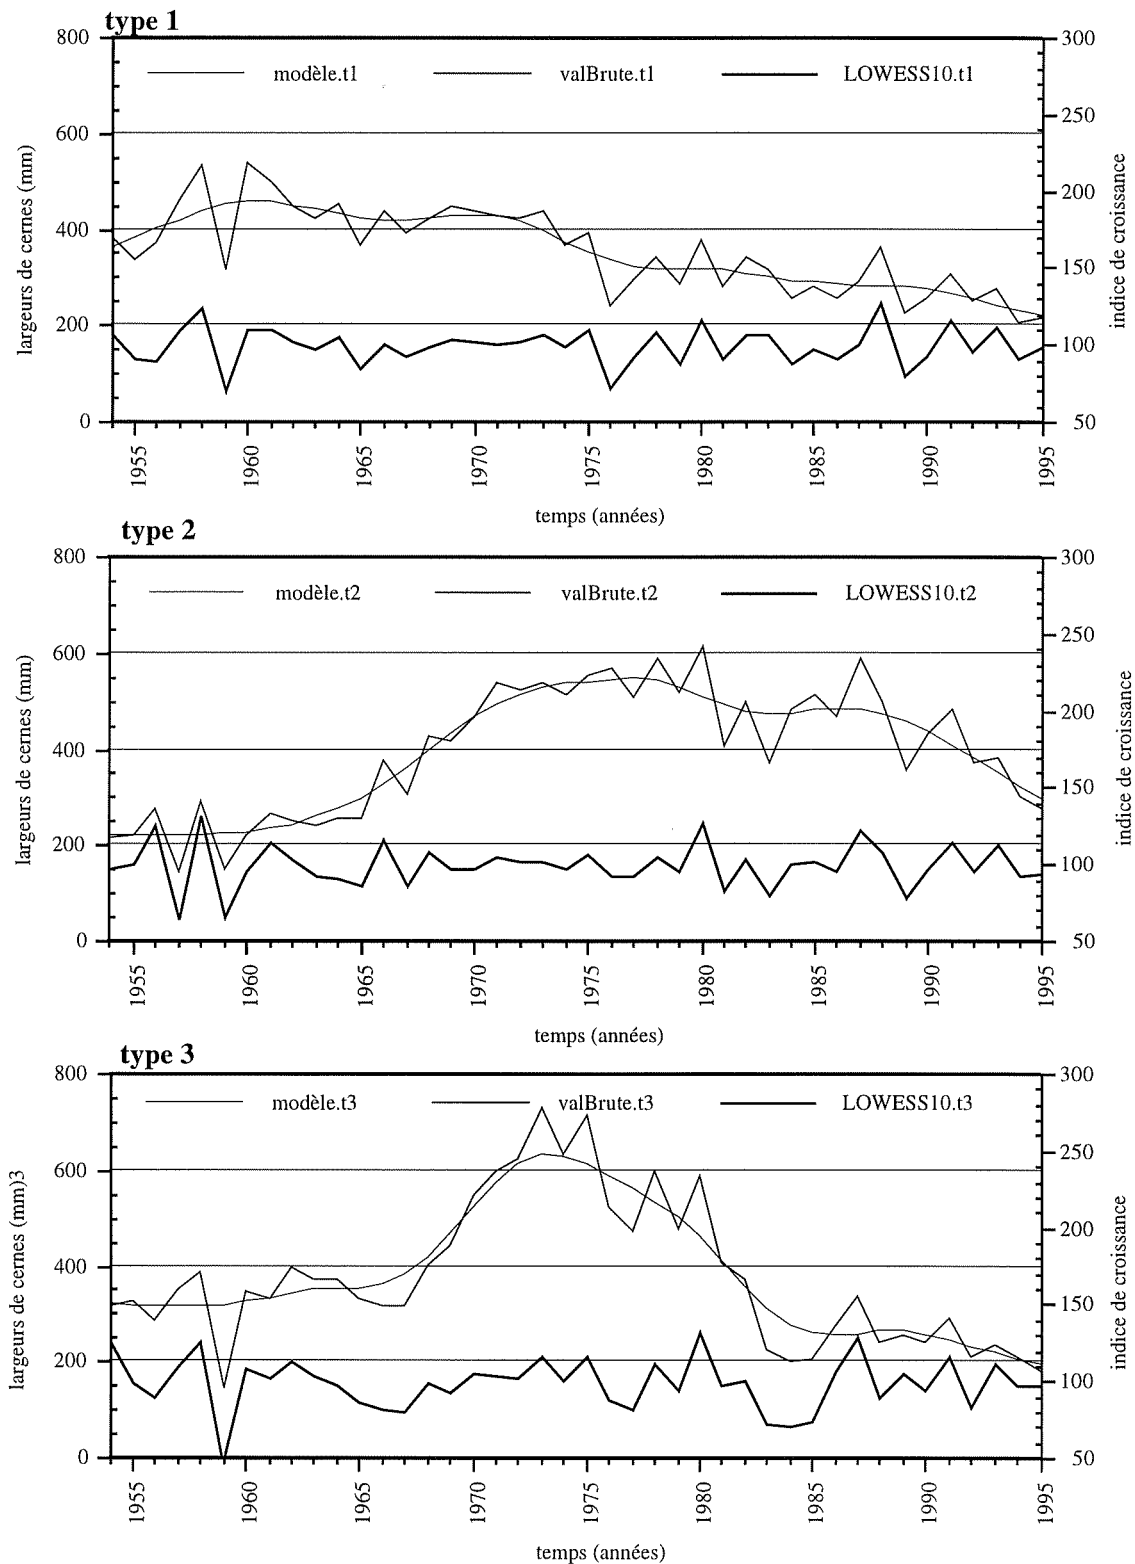 type 1
800
300
modèle.t1 valBrute.t1 LOWESS10.t1
250
600
200
400
150
200
100
0
50
largeurs de cernes (mm)
indice de croissance
1955 1960 1965 1970 1975 1980 1985 1990 1995
temps (années)
type 2
800
300
modèle.t2 valBrute.t2 LOWESS10.t2
250
600
200
400
150
200
100
0
50
largeurs de cernes (mm)
indice de croissance
1955 1960 1965 1970 1975 1980 1985 1990 1995
temps (années)
type 3
800
300
modèle.t3 valBrute.t3 LOWESS10.t3
250
600
200
400
150
200
100
0
50
largeurs de cernes (mm)3
indice de croissance
1955 1960 1965 1970 1975 1980 1985 1990 1995
temps (années)